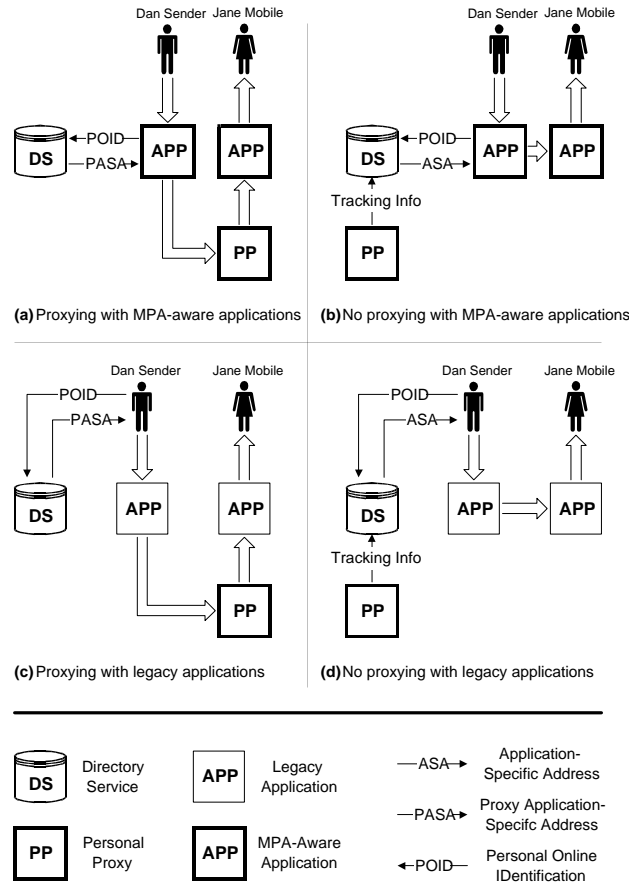 Dan Sender
Jane Mobile
POID
DS
PASA
APP
APP
PP
(a) Proxying with MPA-aware applications
Dan Sender
Jane Mobile
POID
DS
ASA
APP
APP
Tracking Info
PP
(b) No proxying with MPA-aware applications
Dan Sender
Jane Mobile
POID
PASA
DS
APP
APP
PP
(c) Proxying with legacy applications
Dan Sender
Jane Mobile
POID
ASA
DS
APP
APP
Tracking Info
PP
(d) No proxying with legacy applications
DS
Directory
Service
APP
Legacy
Application
ASA
Application-
Specific Address
PASA
Proxy Application-
Specifc Address
PP
Personal
Proxy
APP
MPA-Aware
Application
POID
Personal Online
IDentification